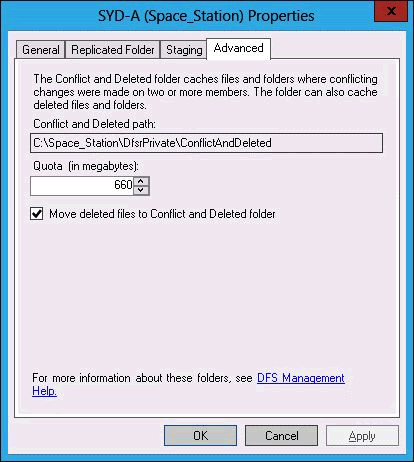 SYD-A (Space_Station) Properties
x
General Replicated Folder Staging Advanced
The Conflict and Deleted folder caches files and folders where conflicting
changes were made on two or more members. The folder can also cache
deleted files and folders.
Conflict and Deleted path:
C:\Space_Station\DfsrPrivate\ConflictAndDeleted
Quota (in megabytes):
660
Move deleted files to Conflict and Deleted folder
For more information about these folders, see DFS Management
Help.
OK Cancel Apply